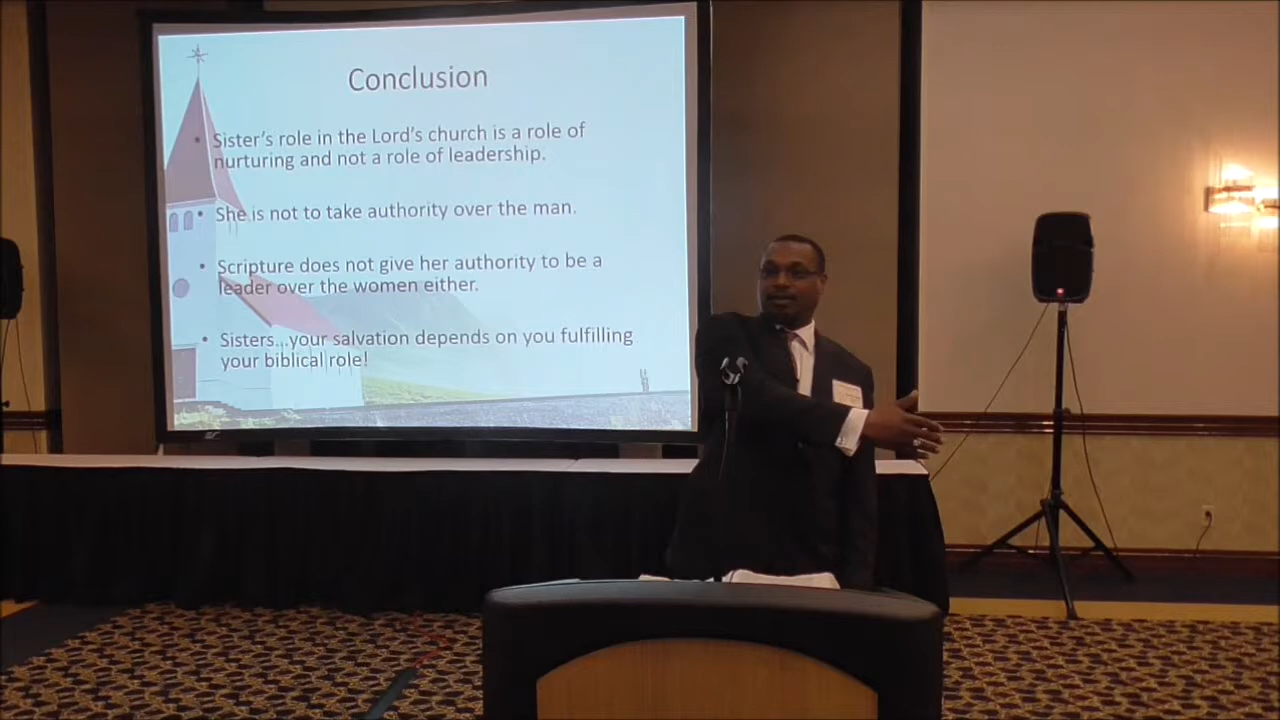 Conclusion
• Sister's role in the Lord's church is a role of
nurturing and not a role of leadership.
• She is not to take authority over the man.
• Scripture does not give her authority to be a
leader over the women either.
• Sisters...your salvation depends on you fulfilling
your biblical role!